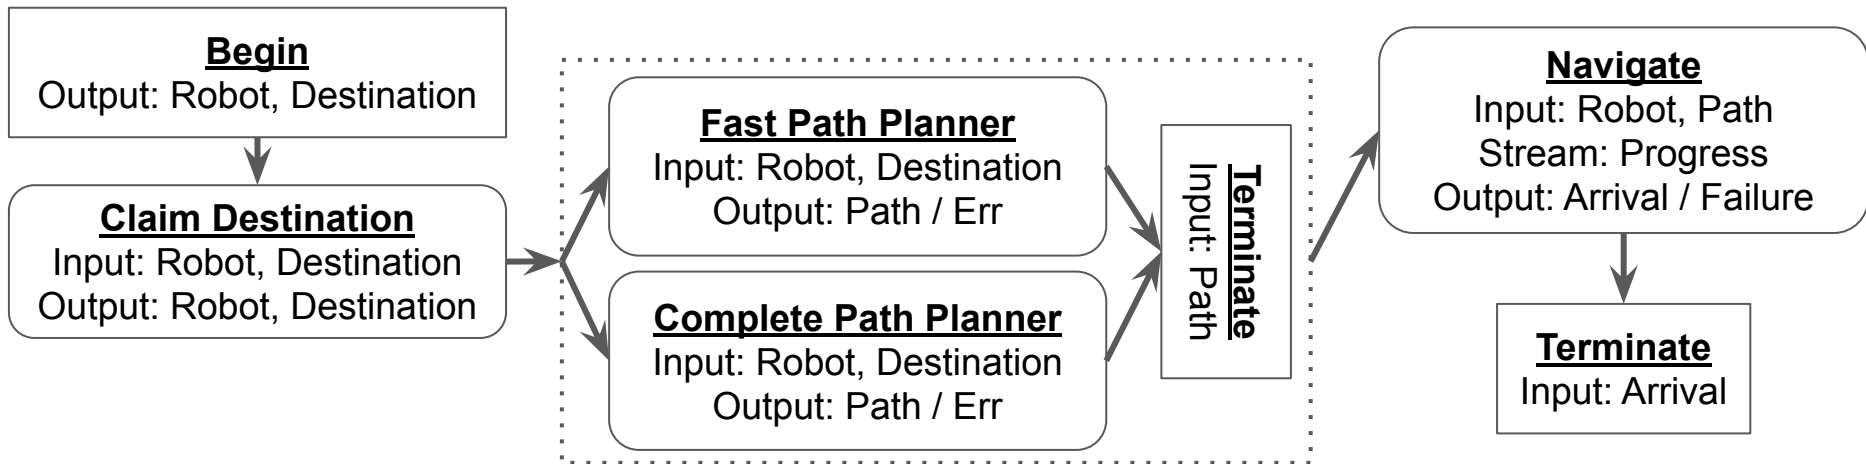 Begin
Output: Robot, Destination
Claim Destination
Input: Robot, Destination
Output: Robot, Destination
Fast Path Planner
Input: Robot, Destination
Output: Path / Err
Complete Path Planner
Input: Robot, Destination
Output: Path / Err
Terminate
Input: Path
Navigate
Input: Robot, Path
Stream: Progress
Output: Arrival / Failure
Terminate
Input: Arrival